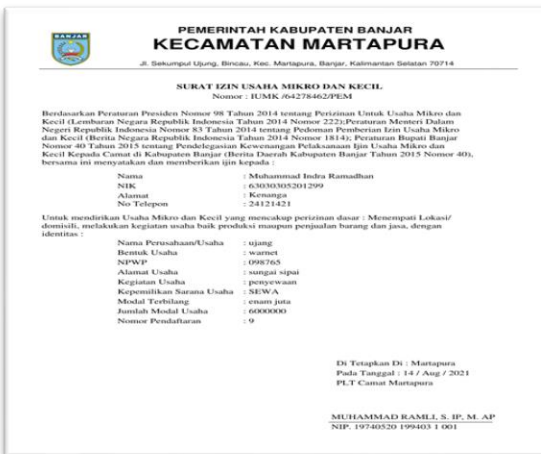 BANJAR
PEMERINTAH KABUPATEN BANJAR
KECAMATAN MARTAPURA
Jl. Sekumpul Ujung, Bincau, Kec. Martapura, Banjar, Kalimantan Selatan 70714
SURAT IZIN USAHA MIKRO DAN KECIL
Nomor : IUMK /64278462/PEM
Berdasarkan Peraturan Presiden Nomor 98 Tahun 2014 tentang Perizinan Untuk Usaha Mikro dan
Kecil (Lembaran Negara Republik Indonesia Tahun 2014 Nomor 222);Peraturan Menteri Dalam
Negeri Republik Indonesia Nomor 83 Tahun 2014 tentang Pedoman Pemberian Izin Usaha Mikro
dan Kecil (Berita Negara Republik Indonesia Tahun 2014 Nomor 1814); Peraturan Bupati Banjar
Nomor 40 Tahun 2015 tentang Pendelegasian Kewenangan Pelaksanaan Ijin Usaha Mikro dan
Kecil Kepada Camat di Kabupaten Banjar (Berita Daerah Kabupaten Banjar Tahun 2015 Nomor 40),
bersama ini menyatakan dan memberikan ijin kepada :
Nama : Muhammad Indra Ramadhan
NIK : 63030305201299
Alamat : Kenanga
No Telepon : 24121421
Untuk mendirikan Usaha Mikro dan Kecil yang mencakup perizinan dasar : Menempati Lokasi/
domisili, melakukan kegiatan usaha baik produksi maupun penjualan barang dan jasa, dengan
identitas :
Nama Perusahaan/Usaha : ujang
Bentuk Usaha : warnet
NPWP : 098765
Alamat Usaha : sungai sipai
Kegiatan Usaha : penyewaan
Kepemilikan Sarana Usaha : SEWA
Modal Terbilang : enam juta
Jumlah Modal Usaha : 6000000
Nomor Pendaftaran : 9
Di Tetapkan Di : Martapura
Pada Tanggal : 14 / Aug / 2021
PLT Camat Martapura
MUHAMMAD RAMLI, S. IP, M. AP
NIP. 19740520 199403 1 001